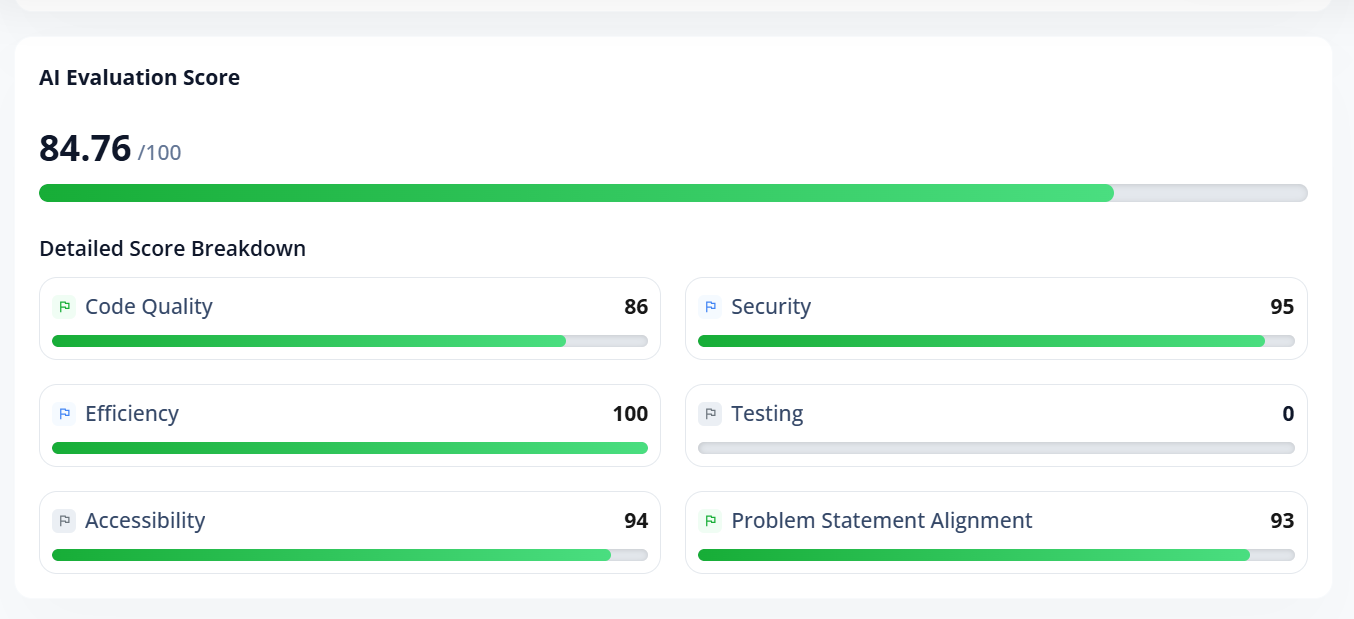 AI Evaluation Score
84.76 /100
Detailed Score Breakdown
Code Quality 86
Security 95
Efficiency 100
Testing 0
Accessibility 94
Problem Statement Alignment 93